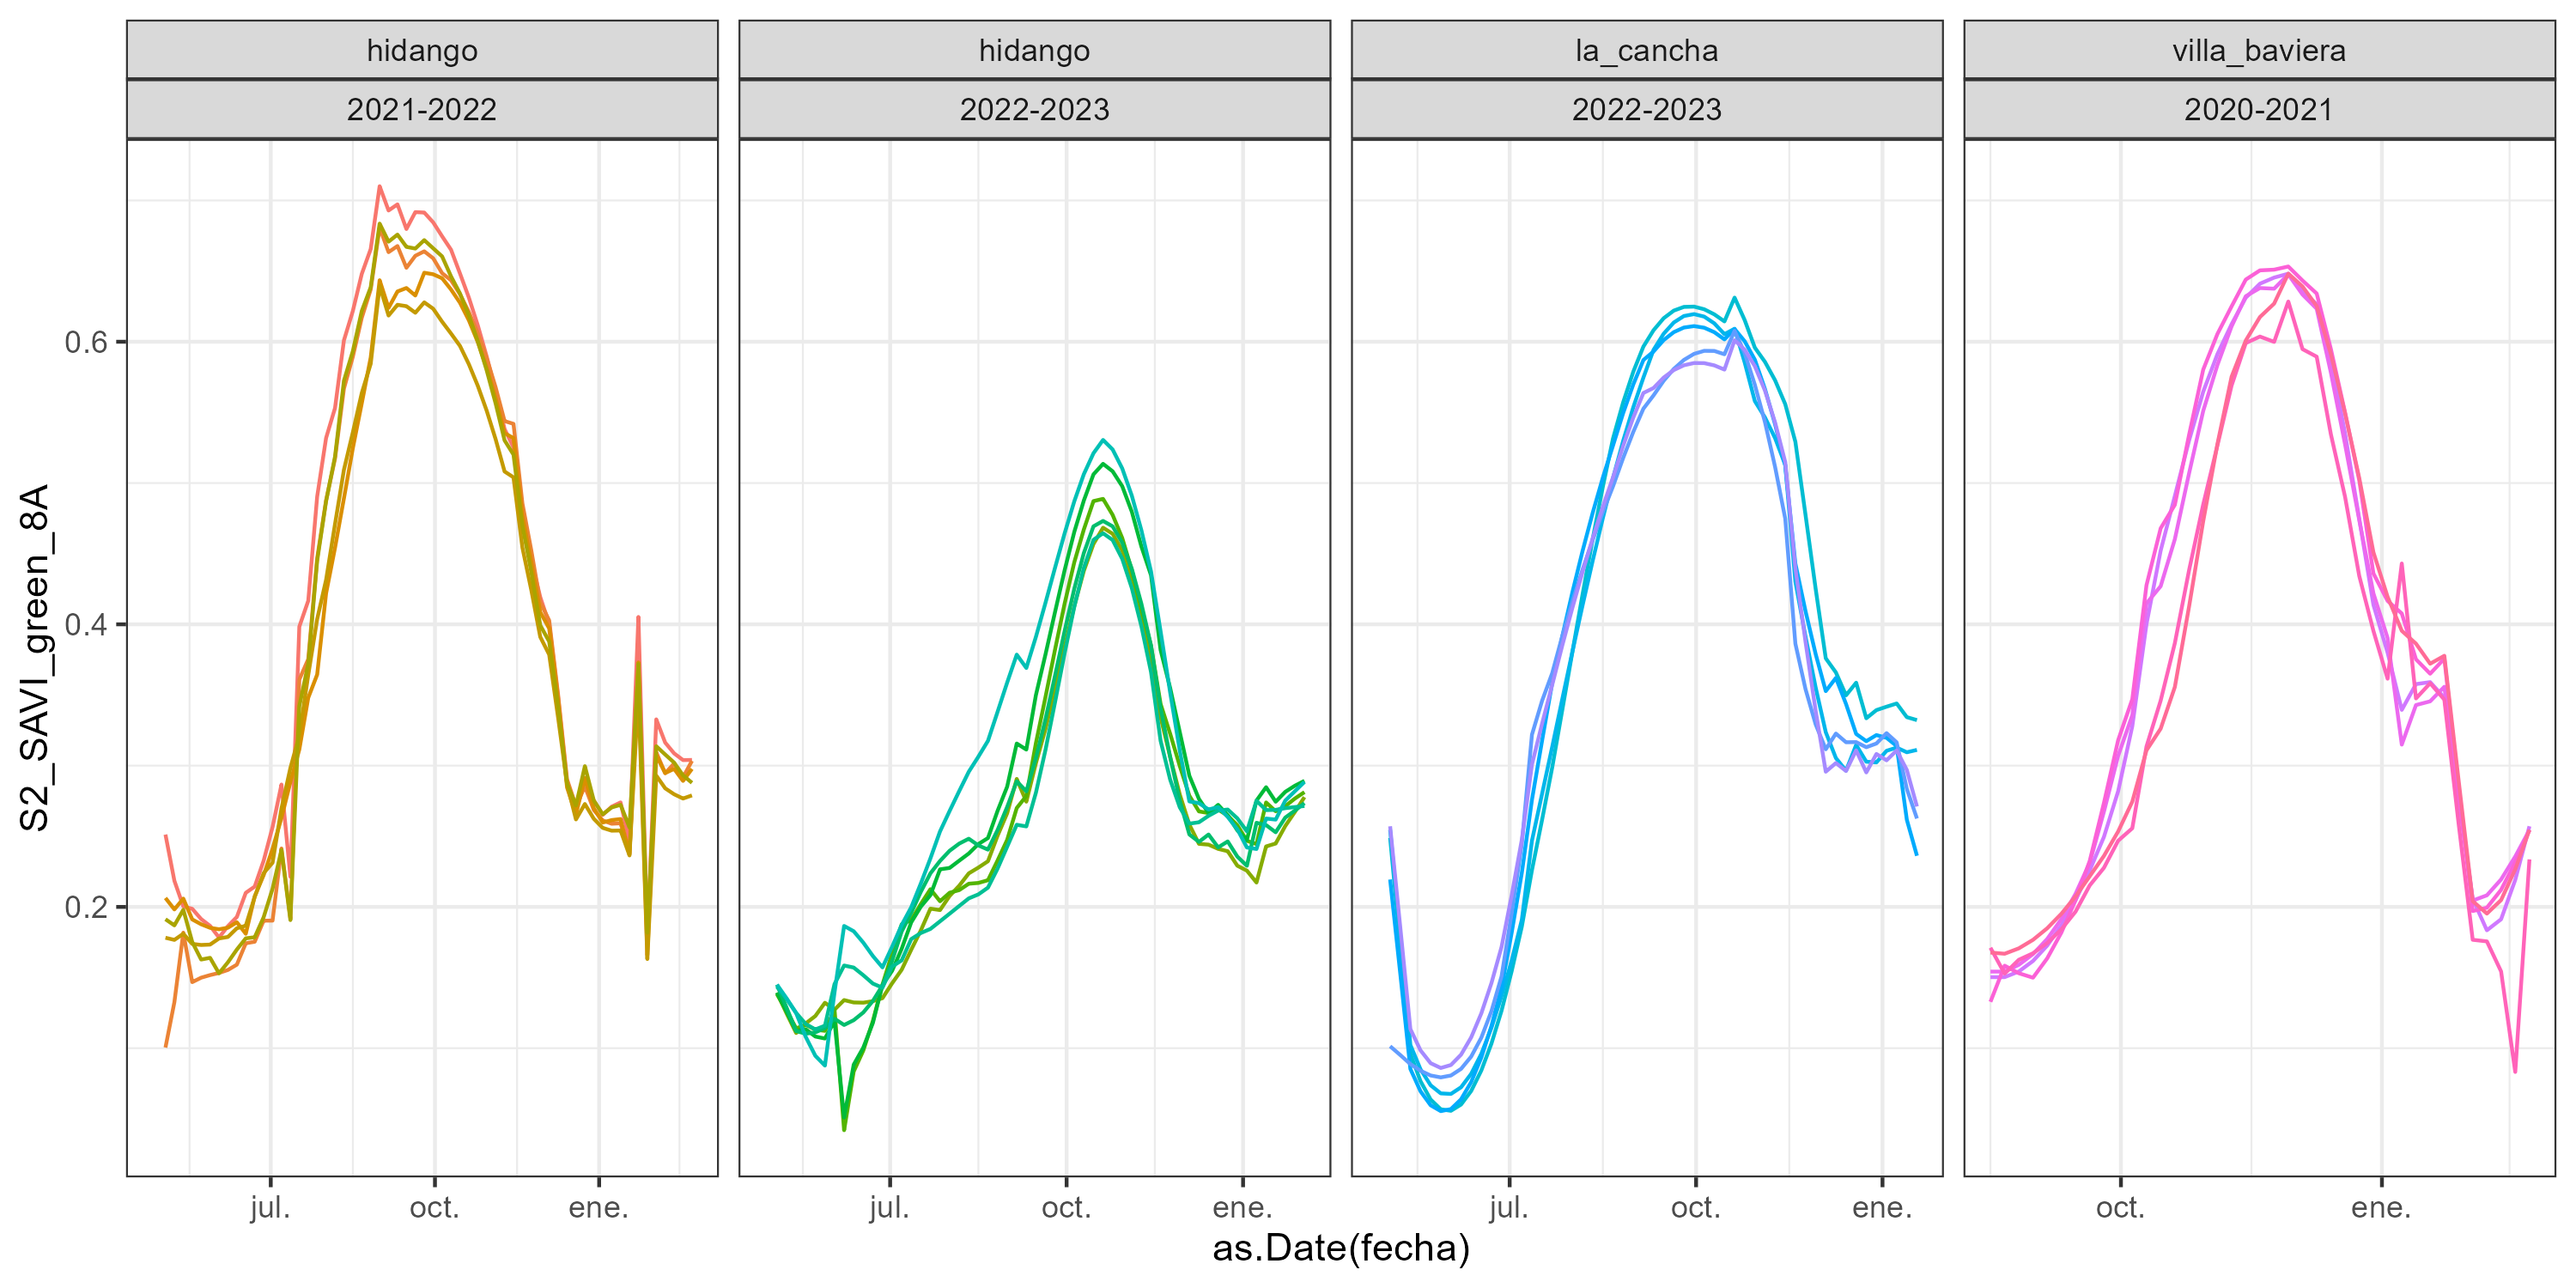 hidango
hidango
la_cancha
villa_baviera
2021-2022
2022-2023
2022-2023
2020-2021
S2_SAVI_green_8A
0.6
0.4
0.2
jul.
oct.
ene.
jul.
oct.
ene.
jul.
oct.
ene.
oct.
ene.
as.Date(fecha)